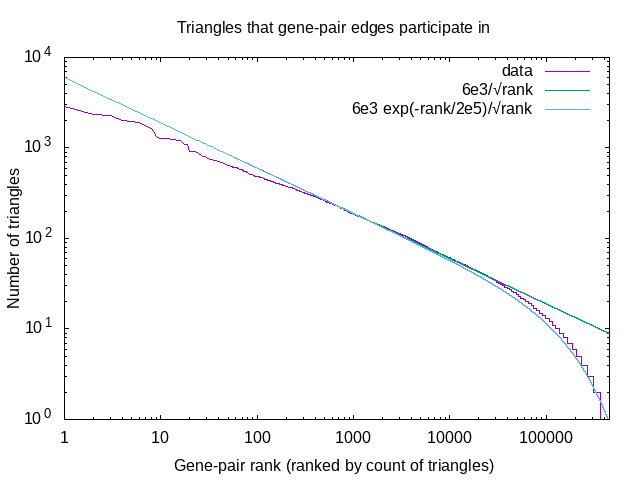 Triangles that gene-pair edges participate in
10^4
10^3
10^2
10^1
10^0
Number of triangles
data
6e3/√rank
6e3 exp(-rank/2e5)/√rank
1 10 100 1000 10000 100000
Gene-pair rank (ranked by count of triangles)